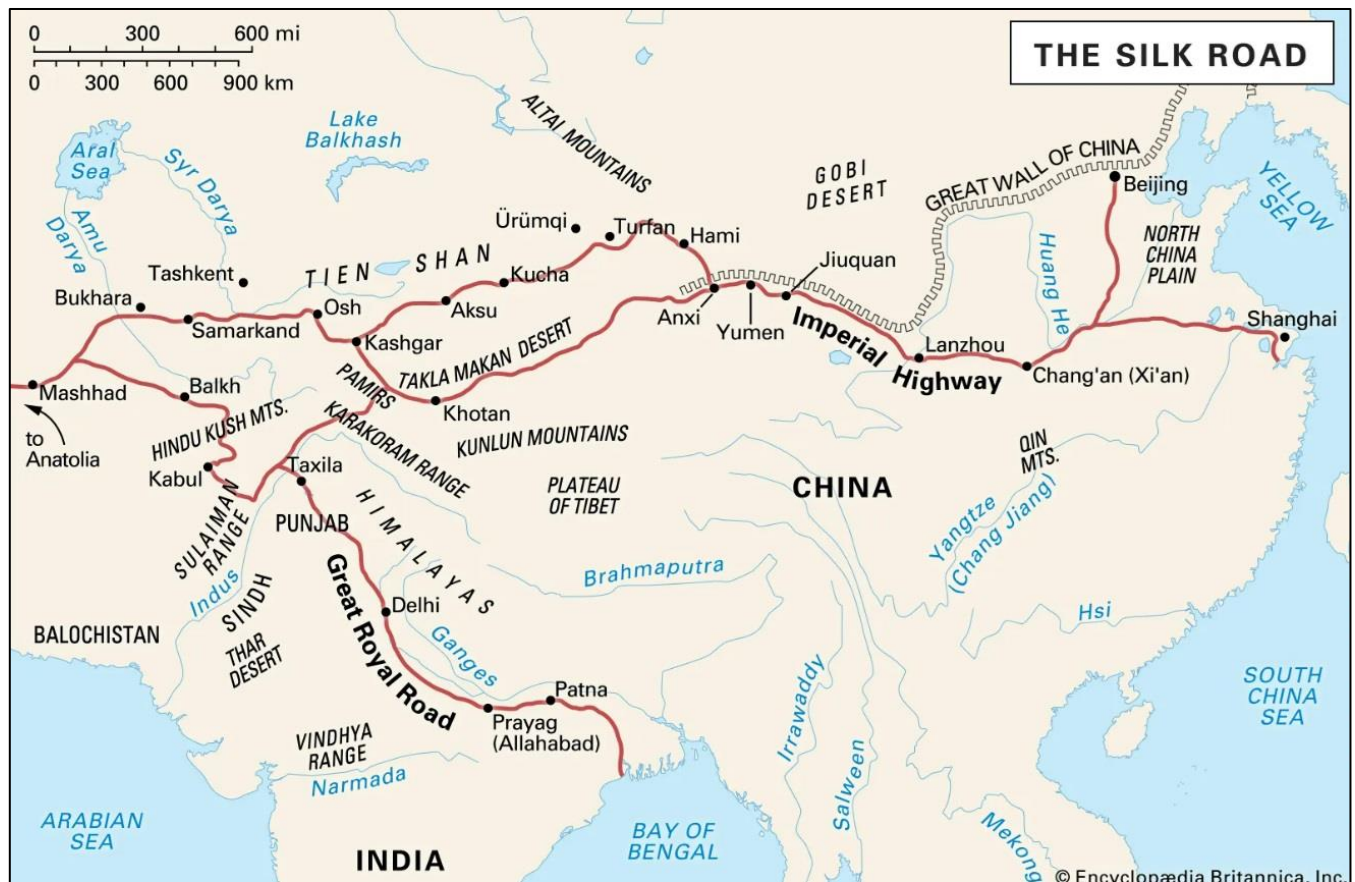 0 300 600 mi
0 300 600 900 km
THE SILK ROAD
ALTAI MOUNTAINS
Lake
Balkhash
Aral
Sea
Syr Darya
Amu
Darya
GOBI
DESERT
GREAT WALL OF CHINA
Beijing
YELLOW
SEA
Ürümqi
Turfan
Hami
Huang He
NORTH
CHINA
PLAIN
Tashkent
TIEN SHAN
Kucha
Jiuquan
Bukhara
Samarkand
Osh
Aksu
Anxi
Yumen
Imperial
Highway
Shanghai
Kashgar
Lanzhou
Chang'an (Xi'an)
Mashhad
Balkh
PAMIRS
TAKLA MAKAN DESERT
Khotan
to
Anatolia
HINDU KUSH MTS.
KARAKORAM RANGE
KUNLUN MOUNTAINS
QIN
MTS.
Kabul
Taxila
PLATEAU
OF TIBET
CHINA
SULAIMAN
RANGE
PUNJAB
HIMALAYAS
Yangtze
(Chang Jiang)
Indus
SINDH
Great Royal Road
Brahmaputra
Delhi
Hsi
BALOCHISTAN
THAR
DESERT
Ganges
Irrawaddy
SOUTH
CHINA
SEA
Patna
Prayag
(Allahabad)
VINDHYA
RANGE
Narmada
Salween
ARABIAN
SEA
INDIA
BAY OF
BENGAL
Mekong
© Encyclopædia Britannica, Inc.